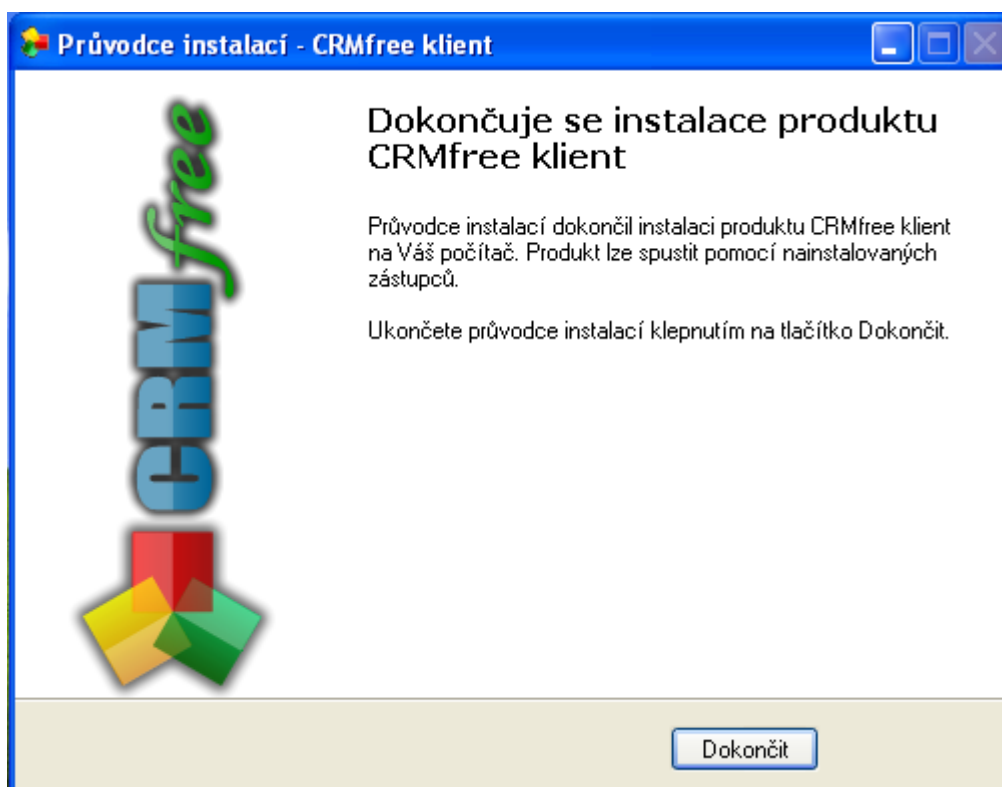 Průvodce instalací - CRMfree klient
Dokončuje se instalace produktu
CRMfree klient
Průvodce instalací dokončil instalaci produktu CRMfree klient
na Váš počítač. Produkt lze spustit pomocí nainstalovaných
zástupců.
Ukončete průvodce instalací klepnutím na tlačítko Dokončit.
CRMfree
Dokončit